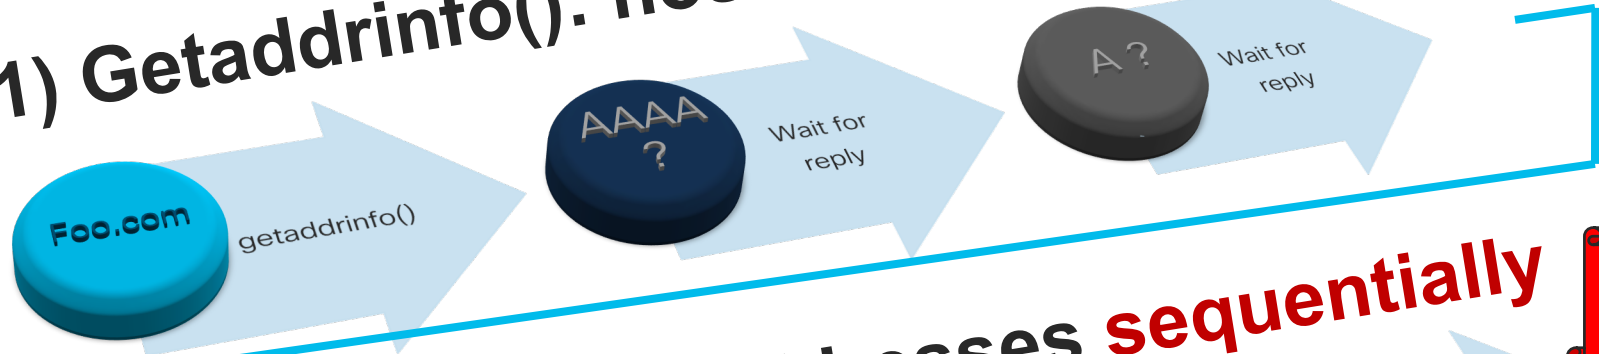 1) Getaddrinfo():
Foo.com
getaddrinfo()
AAAA
?
Wait for
reply
A ?
Wait for
reply
sequentially